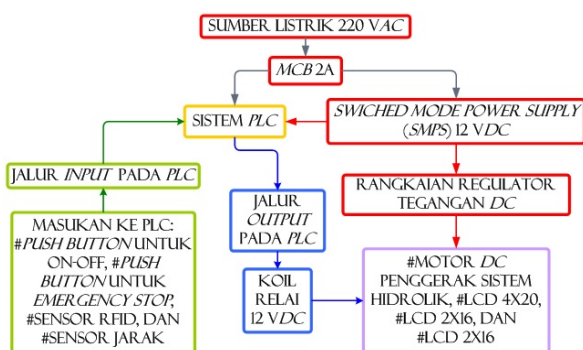 SUMBER LISTRIK 220 VAC
MCB 2A
SISTEM PLC
SWICHED MODE POWER SUPPLY
(SMPS) 12 VDC
JALUR INPUT PADA PLC
JALUR
OUTPUT
PADA PLC
RANGKAIAN REGULATOR
TEGANGAN DC
MASUKAN KE PLC:
#PUSH BUTTON UNTUK
ON-OFF, #PUSH
BUTTON UNTUK
EMERGENCY STOP,
#SENSOR RFID, DAN
#SENSOR JARAK
KOIL
RELAI
12 VDC
#MOTOR DC
PENGGERAK SISTEM
HIDROLIK, #LCD 4X20,
#LCD 2X16, DAN
#LCD 2X16